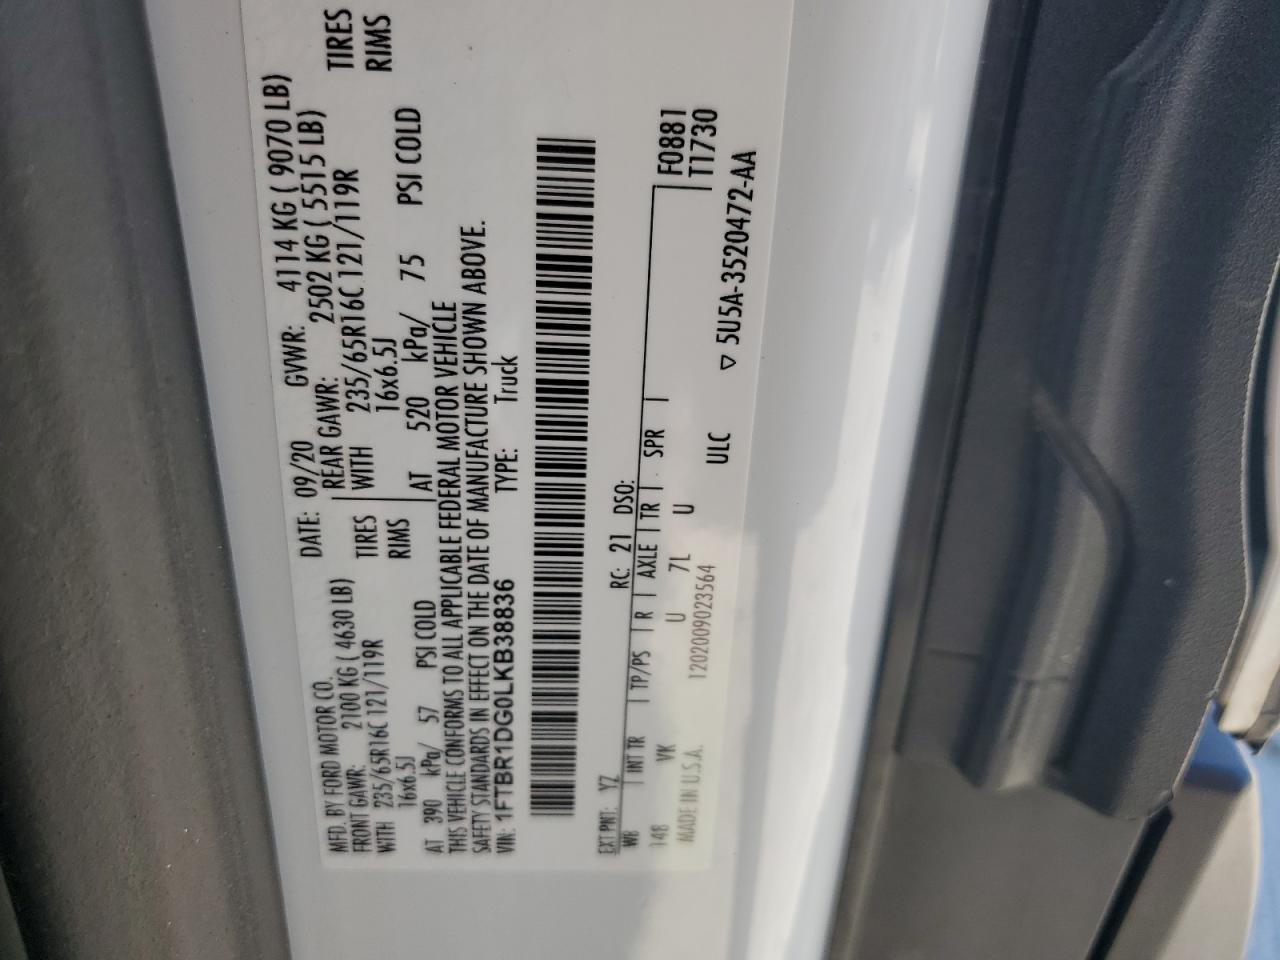 MFD. BY FORD MOTOR CO. DATE: 09/20 GVWR: 4114 KG ( 9070 LB)
FRONT GAWR: 2100 KG ( 4630 LB) REAR GAWR: 2502 KG ( 5515 LB)
WITH 235/65R16C 121/119R TIRES WITH 235/65R16C 121/119R TIRES
16x6.5J RIMS 16x6.5J RIMS
AT 390 kPa/ 57 PSI COLD AT 520 kPa/ 75 PSI COLD
THIS VEHICLE CONFORMS TO ALL APPLICABLE FEDERAL MOTOR VEHICLE
SAFETY STANDARDS IN EFFECT ON THE DATE OF MANUFACTURE SHOWN ABOVE.
VIN: 1FTBR1DG0LKB38836 TYPE: Truck
EXT PNT: YZ RC: 21 DSO:
WB INT TR TP/PS R AXLE TR SPR F0881
148 VK U 7L U T1730
MADE IN U.S.A. 1202009023564 ULC ▽ 5U5A-3520472-AA